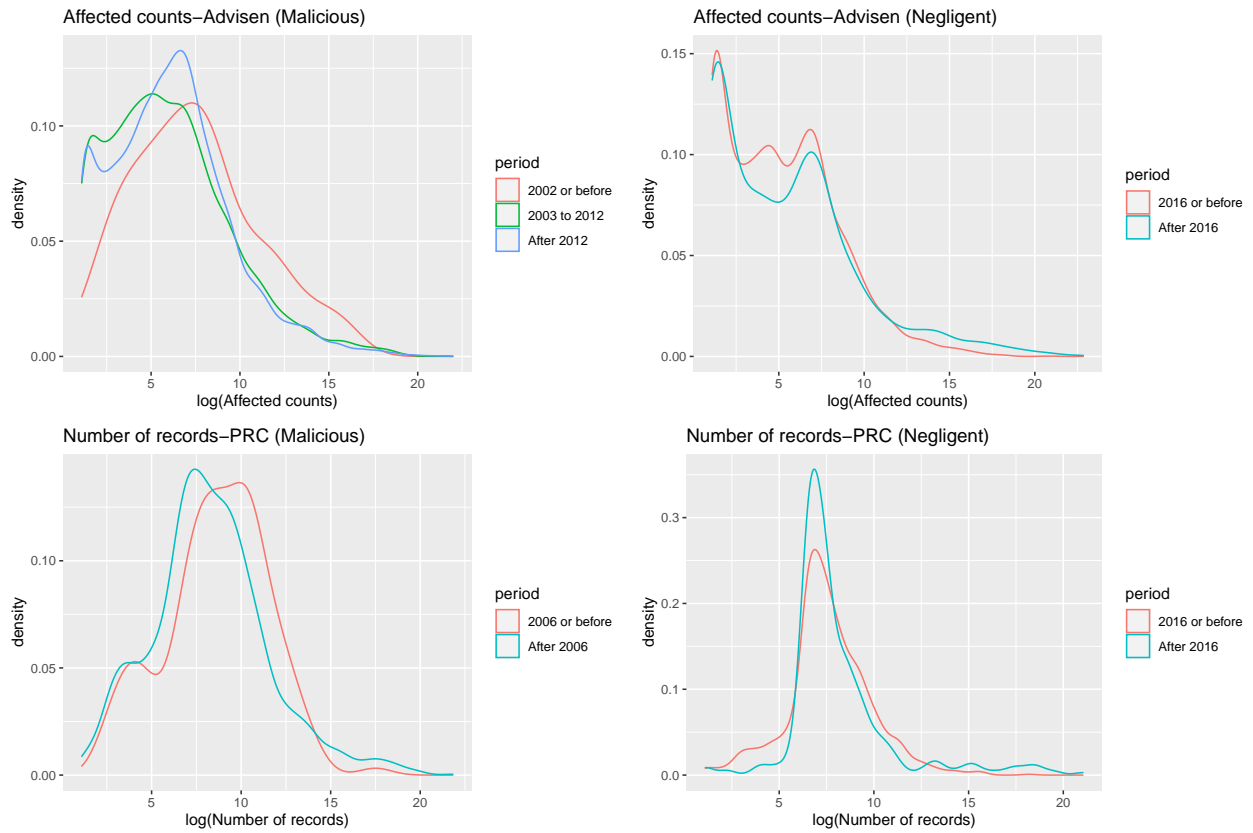 Affected counts−Advisen (Malicious)
0.10
0.05
0.00
density
5 10 15 20
log(Affected counts)
period
2002 or before
2003 to 2012
After 2012
Affected counts−Advisen (Negligent)
0.15
0.10
0.05
0.00
density
5 10 15 20
log(Affected counts)
period
2016 or before
After 2016
Number of records−PRC (Malicious)
0.10
0.05
0.00
density
5 10 15 20
log(Number of records)
period
2006 or before
After 2006
Number of records−PRC (Negligent)
0.3
0.2
0.1
0.0
density
5 10 15 20
log(Number of records)
period
2016 or before
After 2016